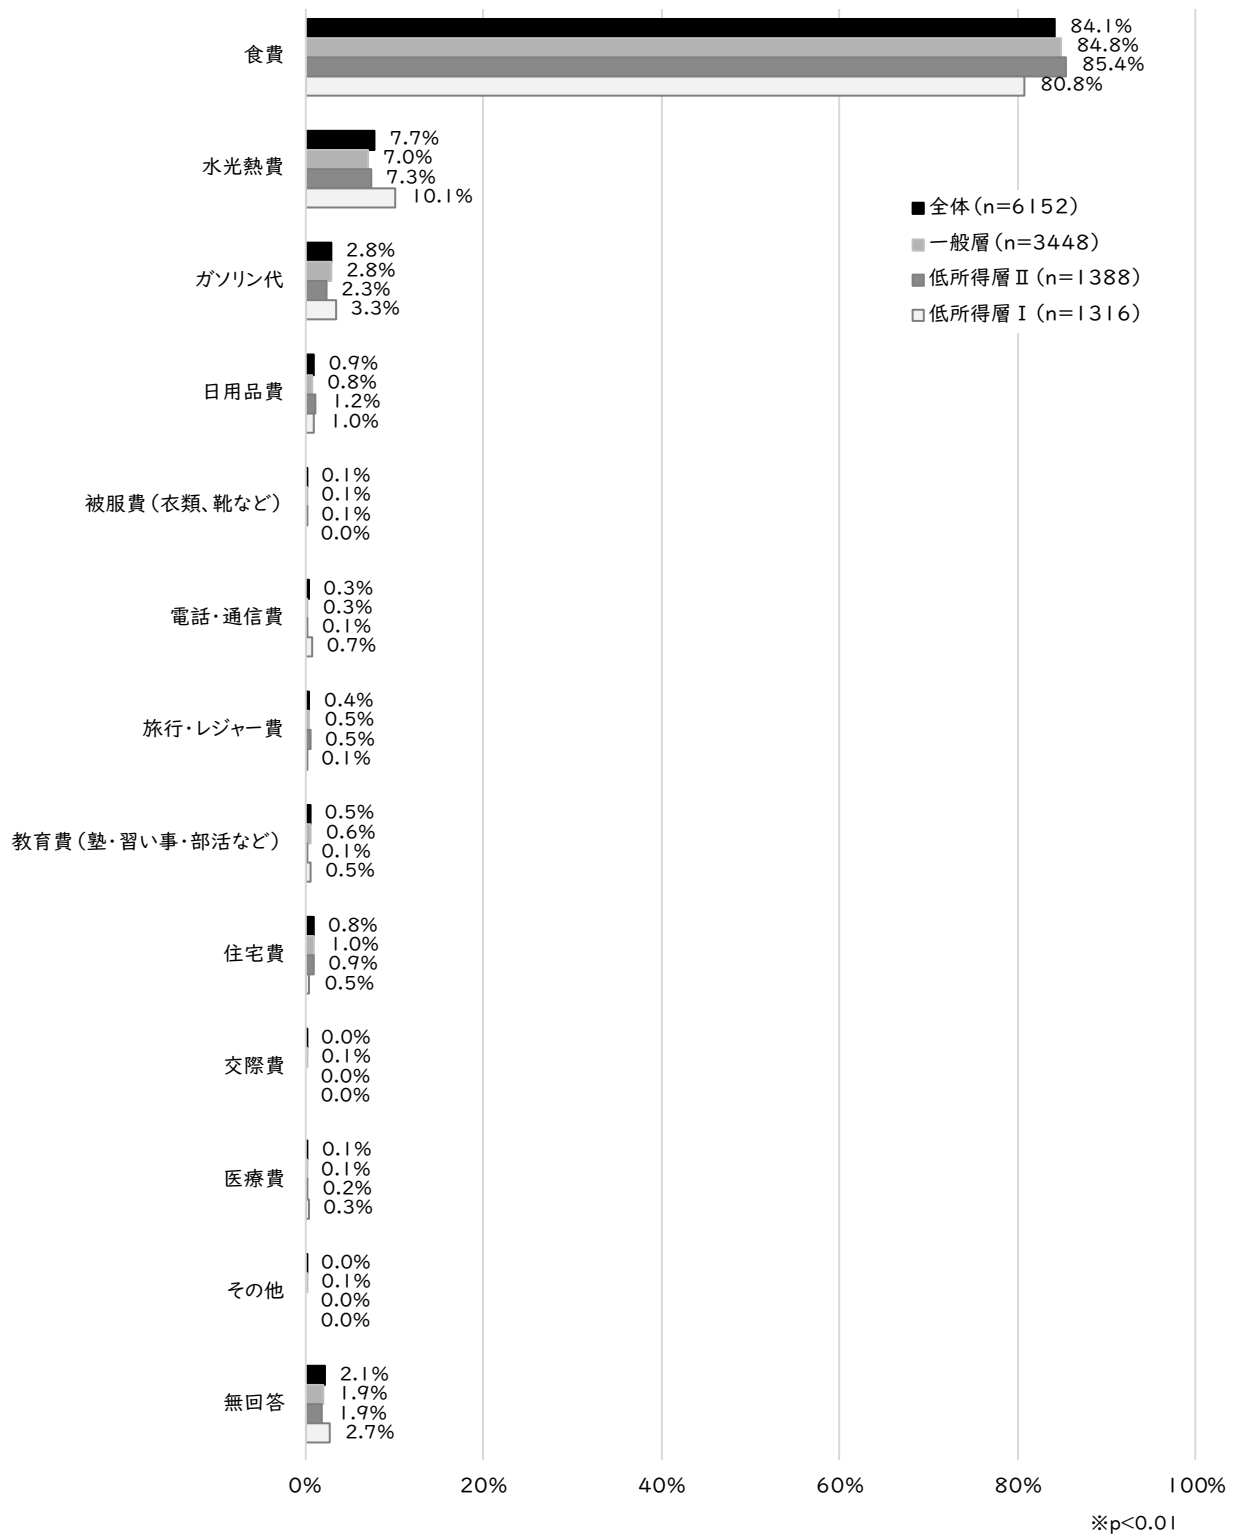 食費
84.1%
84.8%
85.4%
80.8%
水光熱費
7.7%
7.0%
7.3%
10.1%
全体(n=6152)
一般層(n=3448)
低所得層Ⅱ(n=1388)
低所得層Ⅰ(n=1316)
ガソリン代
2.8%
2.8%
2.3%
3.3%
日用品費
0.9%
0.8%
1.2%
1.0%
被服費(衣類、靴など)
0.1%
0.1%
0.1%
0.0%
電話・通信費
0.3%
0.3%
0.1%
0.7%
旅行・レジャー費
0.4%
0.5%
0.5%
0.1%
教育費(塾・習い事・部活など)
0.5%
0.6%
0.1%
0.5%
住宅費
0.8%
1.0%
0.9%
0.5%
交際費
0.0%
0.1%
0.0%
0.0%
医療費
0.1%
0.1%
0.2%
0.3%
その他
0.0%
0.1%
0.0%
0.0%
無回答
2.1%
1.9%
1.9%
2.7%
0% 20% 40% 60% 80% 100%
※p<0.01